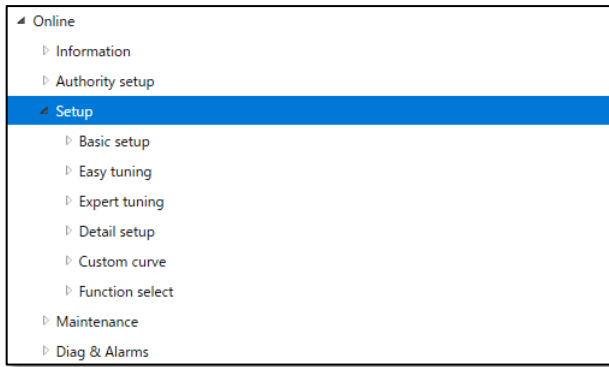 Online
Information
Authority setup
Setup
Basic setup
Easy tuning
Expert tuning
Detail setup
Custom curve
Function select
Maintenance
Diag & Alarms